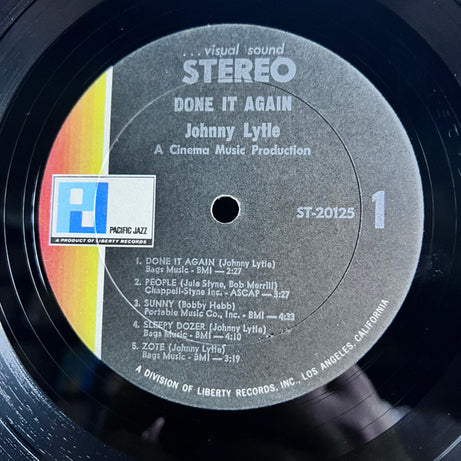 ...visual sound
STEREO
DONE IT AGAIN
Johnny Lytle
A Cinema Music Production
PACIFIC JAZZ
A PRODUCT OF LIBERTY RECORDS
ST-20125
1
1. DONE IT AGAIN (Johnny Lytle)
Bags Music - BMI — 2:27
2. PEOPLE (Jule Styne, Bob Merrill)
Chappell-Styne Inc. - ASCAP — 3:27
3. SUNNY (Bobby Hebb)
Portable Music Co., Inc. - BMI — 4:33
4. SLEEPY DOZER (Johnny Lytle)
Bags Music - BMI — 4:10
5. ZOTE (Johnny Lytle)
Bags Music - BMI — 3:19
A DIVISION OF LIBERTY RECORDS, INC., LOS ANGELES, CALIFORNIA